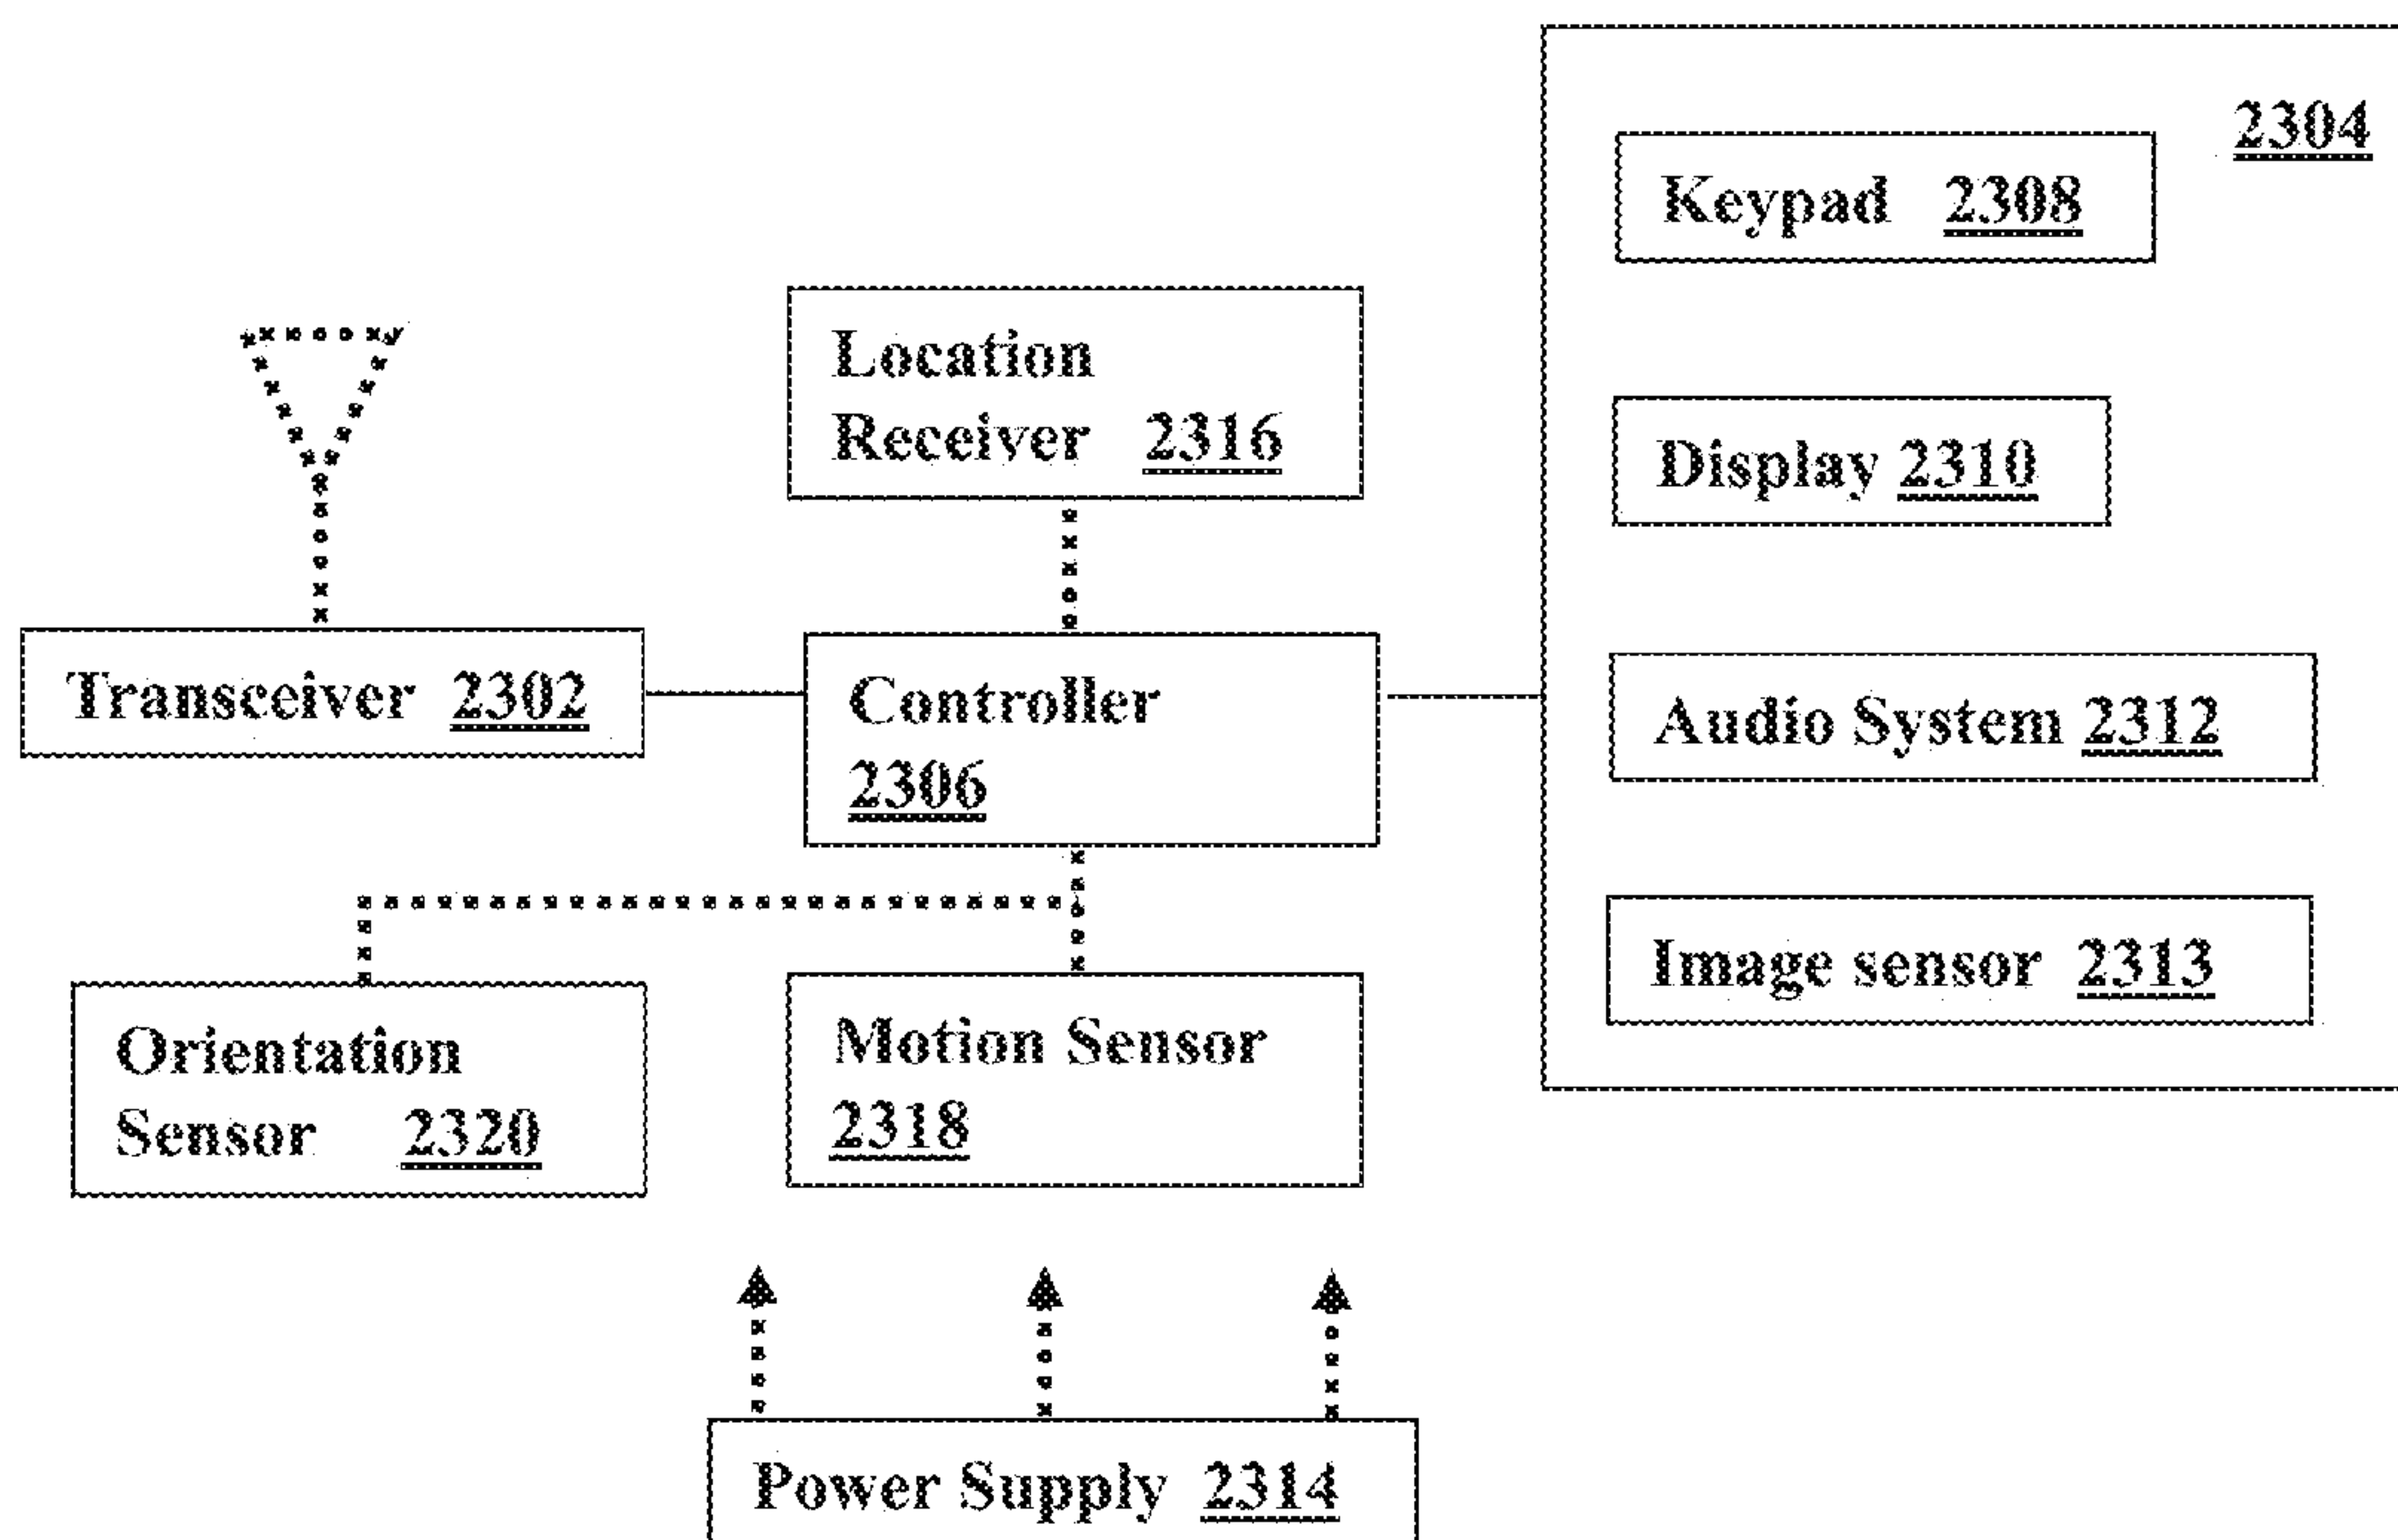 2304
Keypad 2308
Location
Receiver 2316
Display 2310
Transceiver 2302
Controller
2306
Audio System 2312
Image sensor 2313
Orientation
Sensor 2320
Motion Sensor
2318
Power Supply 2314